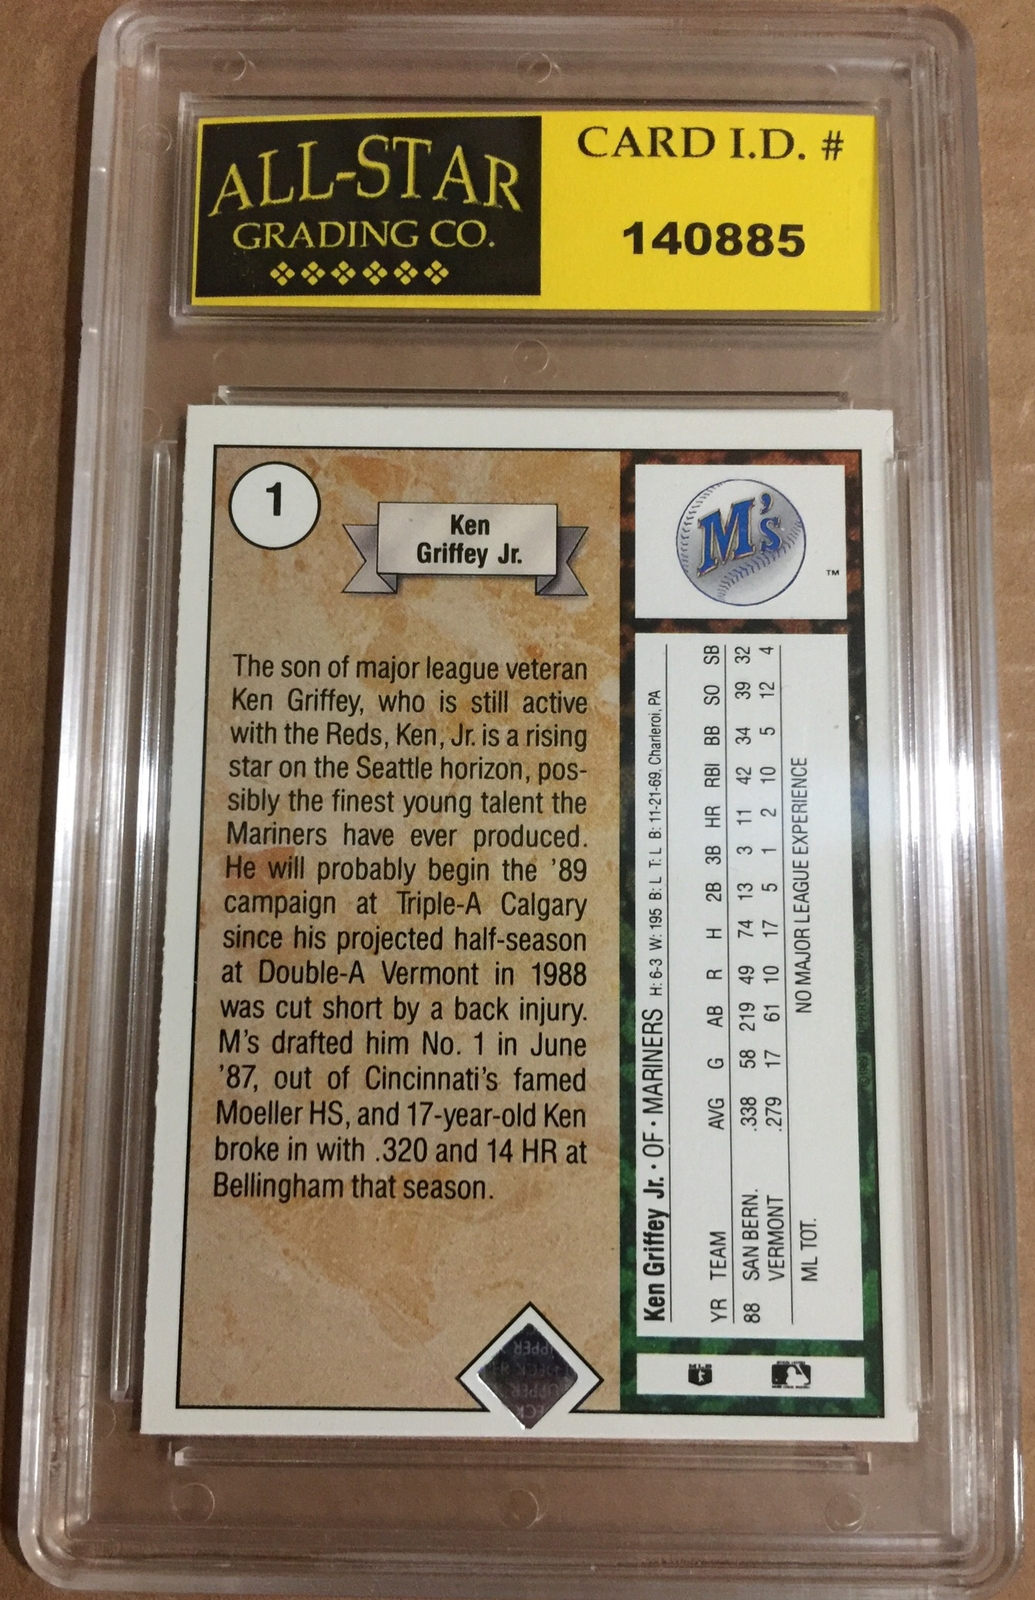 ALL-STAR
GRADING CO.
CARD I.D. #
140885
1
Ken
Griffey Jr.
The son of major league veteran
Ken Griffey, who is still active
with the Reds, Ken, Jr. is a rising
star on the Seattle horizon, pos-
sibly the finest young talent the
Mariners have ever produced.
He will probably begin the '89
campaign at Triple-A Calgary
since his projected half-season
at Double-A Vermont in 1988
was cut short by a back injury.
M's drafted him No. 1 in June
'87, out of Cincinnati's famed
Moeller HS, and 17-year-old Ken
broke in with .320 and 14 HR at
Bellingham that season.
M's
TM
Ken Griffey Jr. · OF · MARINERS H: 6-3 W: 195 B: L T: L B: 11-21-69, Charleroi, PA
YR TEAM AVG G AB R H 2B 3B HR RBI BB SO SB
88 SAN BERN. .338 58 219 49 74 13 3 11 42 34 39 32
VERMONT .279 17 61 10 17 5 1 2 10 5 12 4
ML TOT. NO MAJOR LEAGUE EXPERIENCE